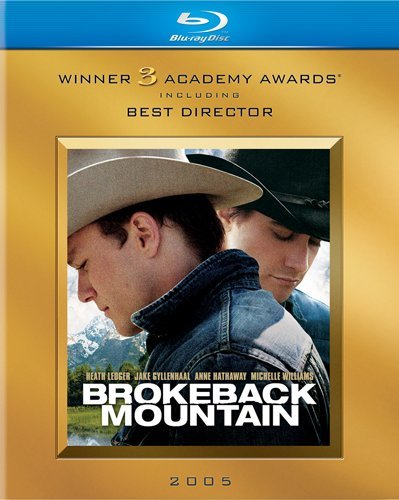 Blu-ray Disc
WINNER 3 ACADEMY AWARDS®
INCLUDING
BEST DIRECTOR
HEATH LEDGER JAKE GYLLENHAAL ANNE HATHAWAY MICHELLE WILLIAMS
BROKEBACK
MOUNTAIN
2005